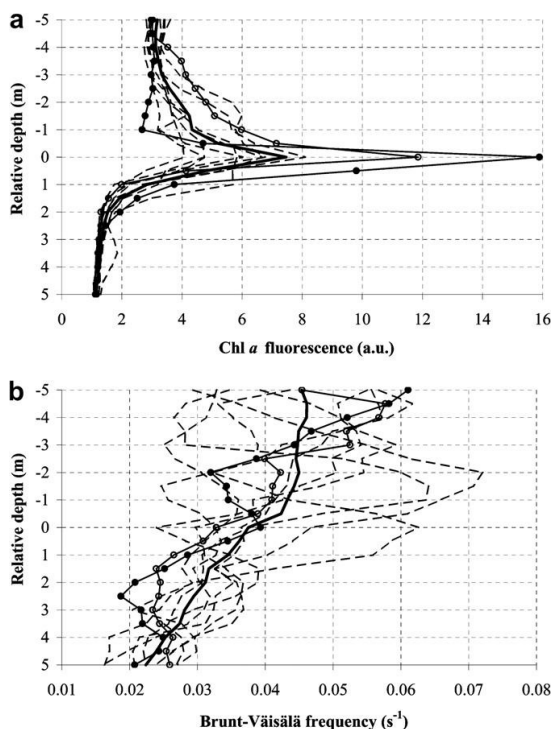 a
-5
-4
-3
-2
-1
0
1
2
3
4
5
Relative depth (m)
0 2 4 6 8 10 12 14 16
Chl a fluorescence (a.u.)
b
-5
-4
-3
-2
-1
0
1
2
3
4
5
Relative depth (m)
0.01 0.02 0.03 0.04 0.05 0.06 0.07 0.08
Brunt-Väisälä frequency (s-1)